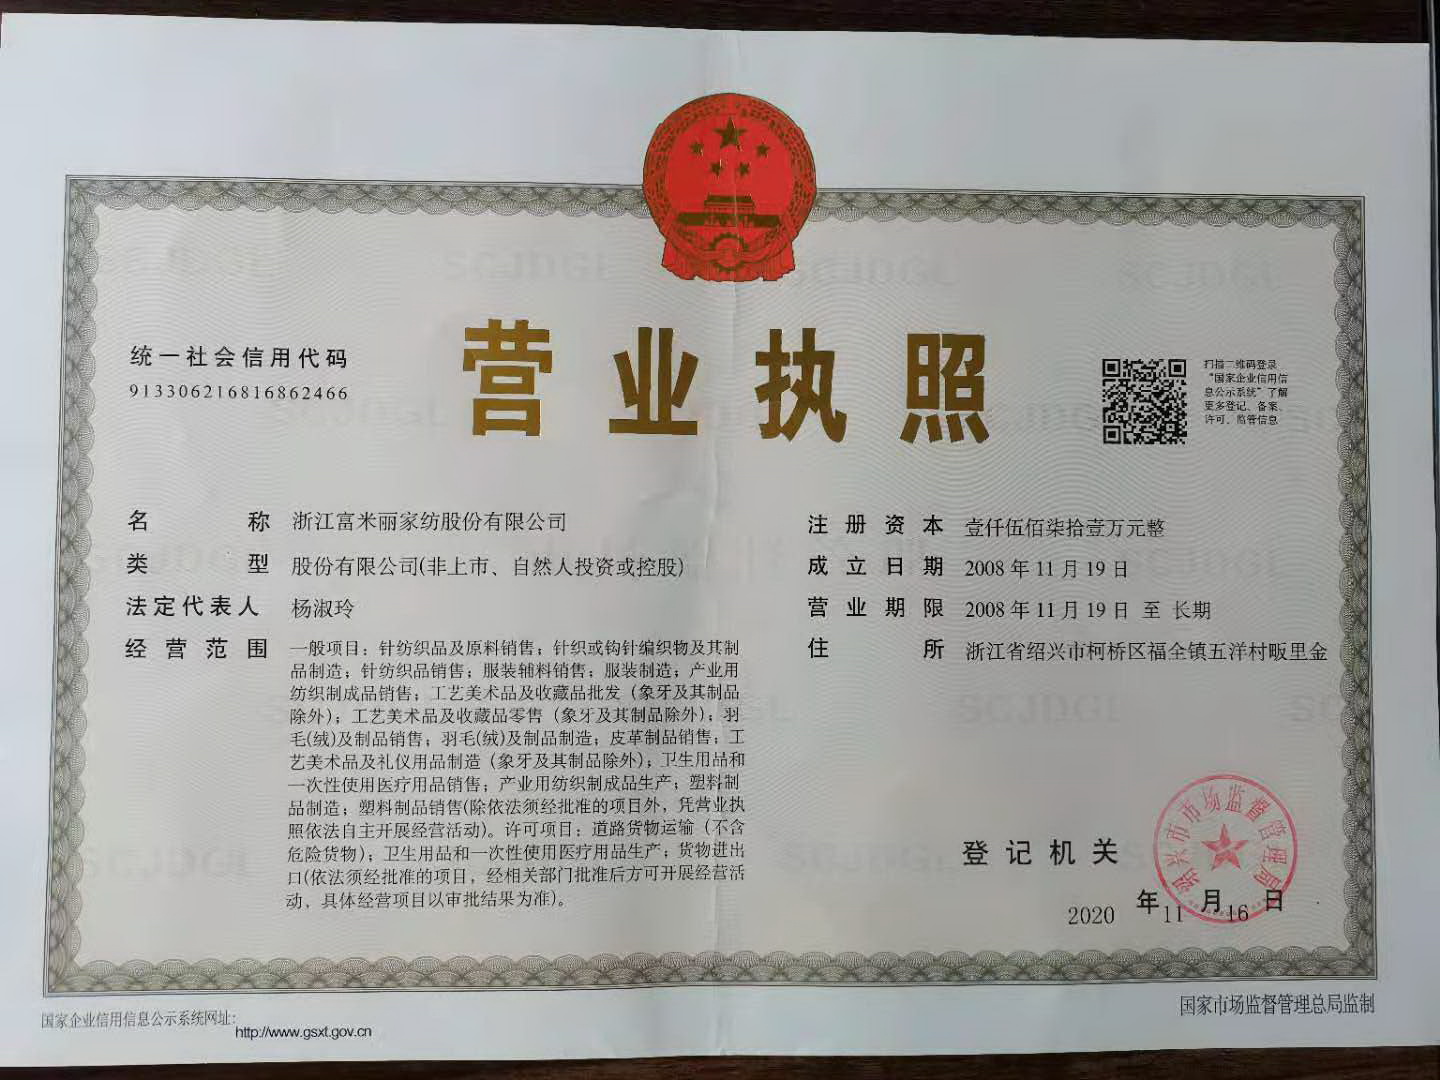 营业执照
统一社会信用代码
913306216816862466
扫描二维码登录
“国家企业信用信
息公示系统”了解
更多登记、备案、
许可、监管信息
名称 浙江富米丽家纺股份有限公司
类型 股份有限公司(非上市、自然人投资或控股)
法定代表人 杨淑玲
经营范围 一般项目：针纺织品及原料销售；针织或钩针编织物及其制
品制造；针纺织品销售；服装辅料销售；服装制造；产业用
纺织制成品销售；工艺美术品及收藏品批发（象牙及其制品
除外）；工艺美术品及收藏品零售（象牙及其制品除外）；羽
毛(绒)及制品销售；羽毛(绒)及制品制造；皮革制品销售；工
艺美术品及礼仪用品制造（象牙及其制品除外）；卫生用品和
一次性使用医疗用品销售；产业用纺织制成品生产；塑料制
品制造；塑料制品销售(除依法须经批准的项目外，凭营业执
照依法自主开展经营活动)。许可项目：道路货物运输（不含
危险货物）；卫生用品和一次性使用医疗用品生产；货物进出
口(依法须经批准的项目，经相关部门批准后方可开展经营活
动，具体经营项目以审批结果为准)。
注册资本 壹仟伍佰柒拾壹万元整
成立日期 2008年11月19日
营业期限 2008年11月19日 至 长期
住所 浙江省绍兴市柯桥区福全镇五洋村畈里金
登记机关
绍兴市市场监督管理局
2020年11月16日
国家企业信用信息公示系统网址：http://www.gsxt.gov.cn
国家市场监督管理总局监制